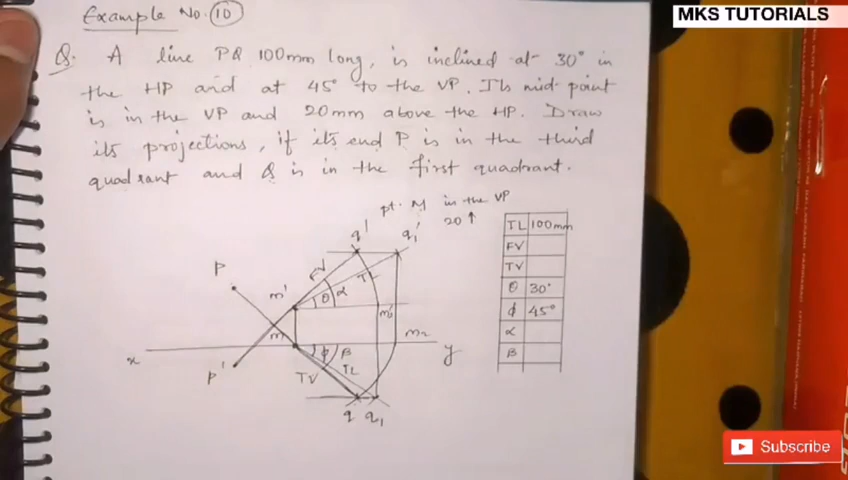 Example No. 10
MKS TUTORIALS
Q. A line PQ 100mm long, is inclined at 30° in
the HP and at 45° to the VP. Its mid-point
is in the VP and 20mm above the HP. Draw
its projections, if its end P is in the third
quadrant and Q is in the first quadrant.
pt. M in the VP
20 ↑
q' q1'
P FV TL
m' θ α
m1'
m m2
x y
ϕ β
p' TV TL
q q1
TL 100mm
FV
TV
θ 30°
ϕ 45°
α
β
Subscribe